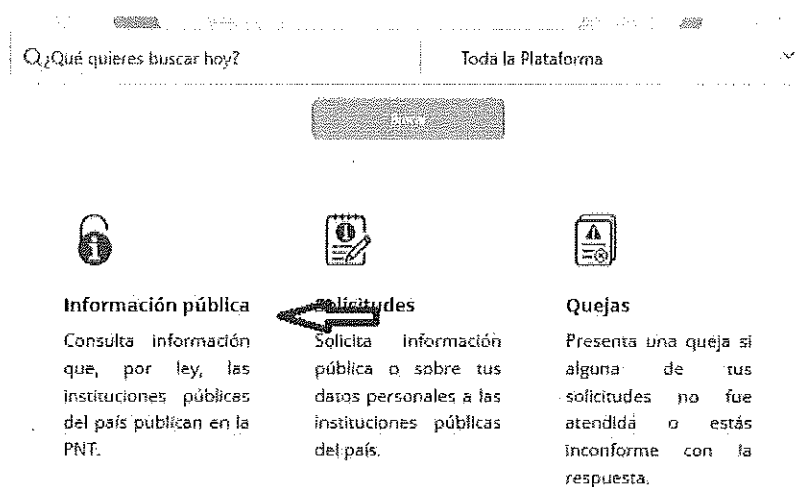 ¿Qué quieres buscar hoy?
Toda la Plataforma
Buscar
Información pública
Consulta información
que, por ley, las
instituciones públicas
del país publican en la
PNT.
Solicitudes
Solicita información
pública o sobre tus
datos personales a las
instituciones públicas
del país.
Quejas
Presenta una queja si
alguna de tus
solicitudes no fue
atendida o estás
inconforme con la
respuesta.